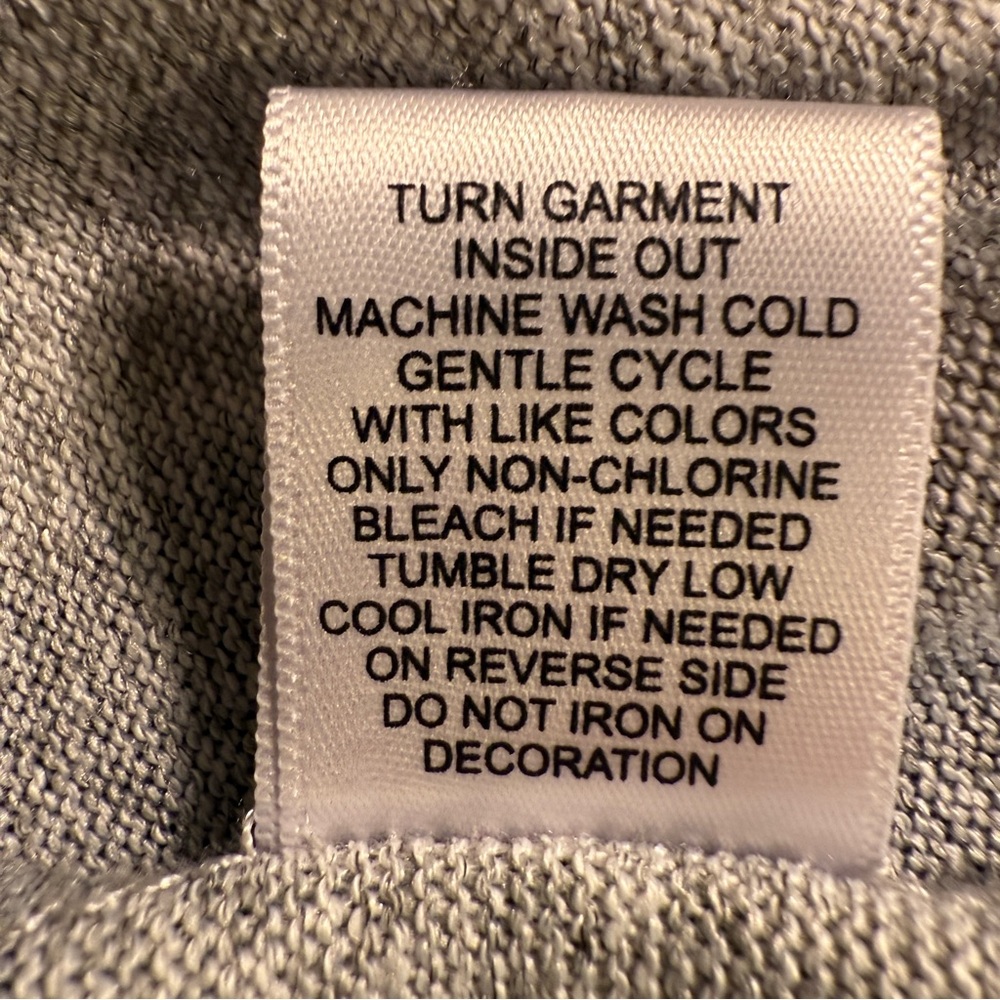 TURN GARMENT
INSIDE OUT
MACHINE WASH COLD
GENTLE CYCLE
WITH LIKE COLORS
ONLY NON-CHLORINE
BLEACH IF NEEDED
TUMBLE DRY LOW
COOL IRON IF NEEDED
ON REVERSE SIDE
DO NOT IRON ON
DECORATION